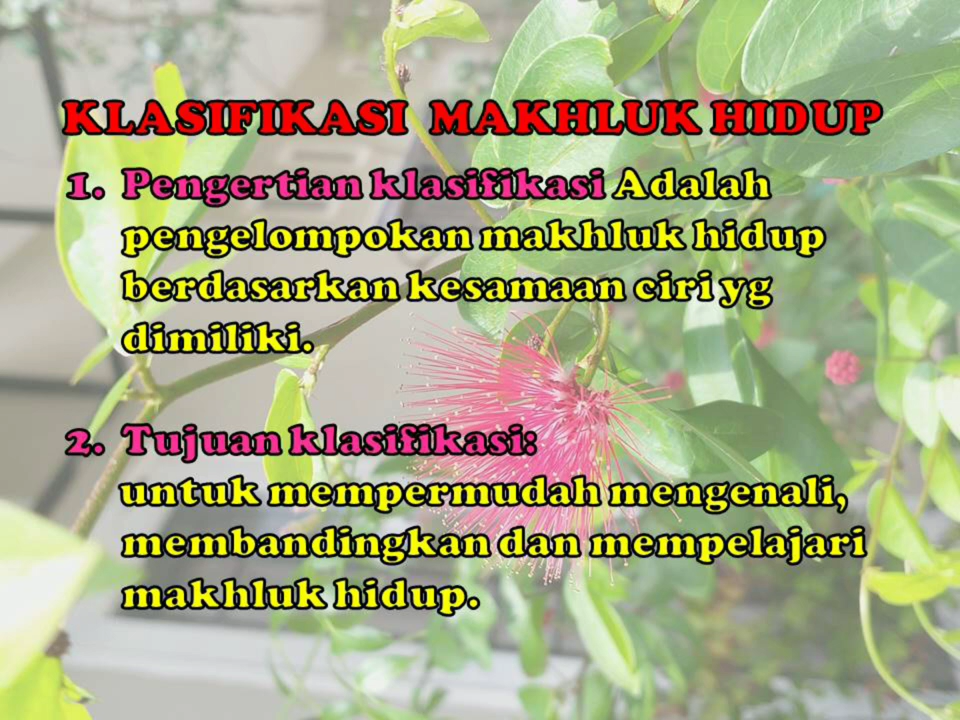 KLASIFIKASI MAKHLUK HIDUP
1. Pengertian klasifikasi Adalah
pengelompokan makhluk hidup
berdasarkan kesamaan ciri yg
dimiliki.
2. Tujuan klasifikasi:
untuk mempermudah mengenali,
membandingkan dan mempelajari
makhluk hidup.